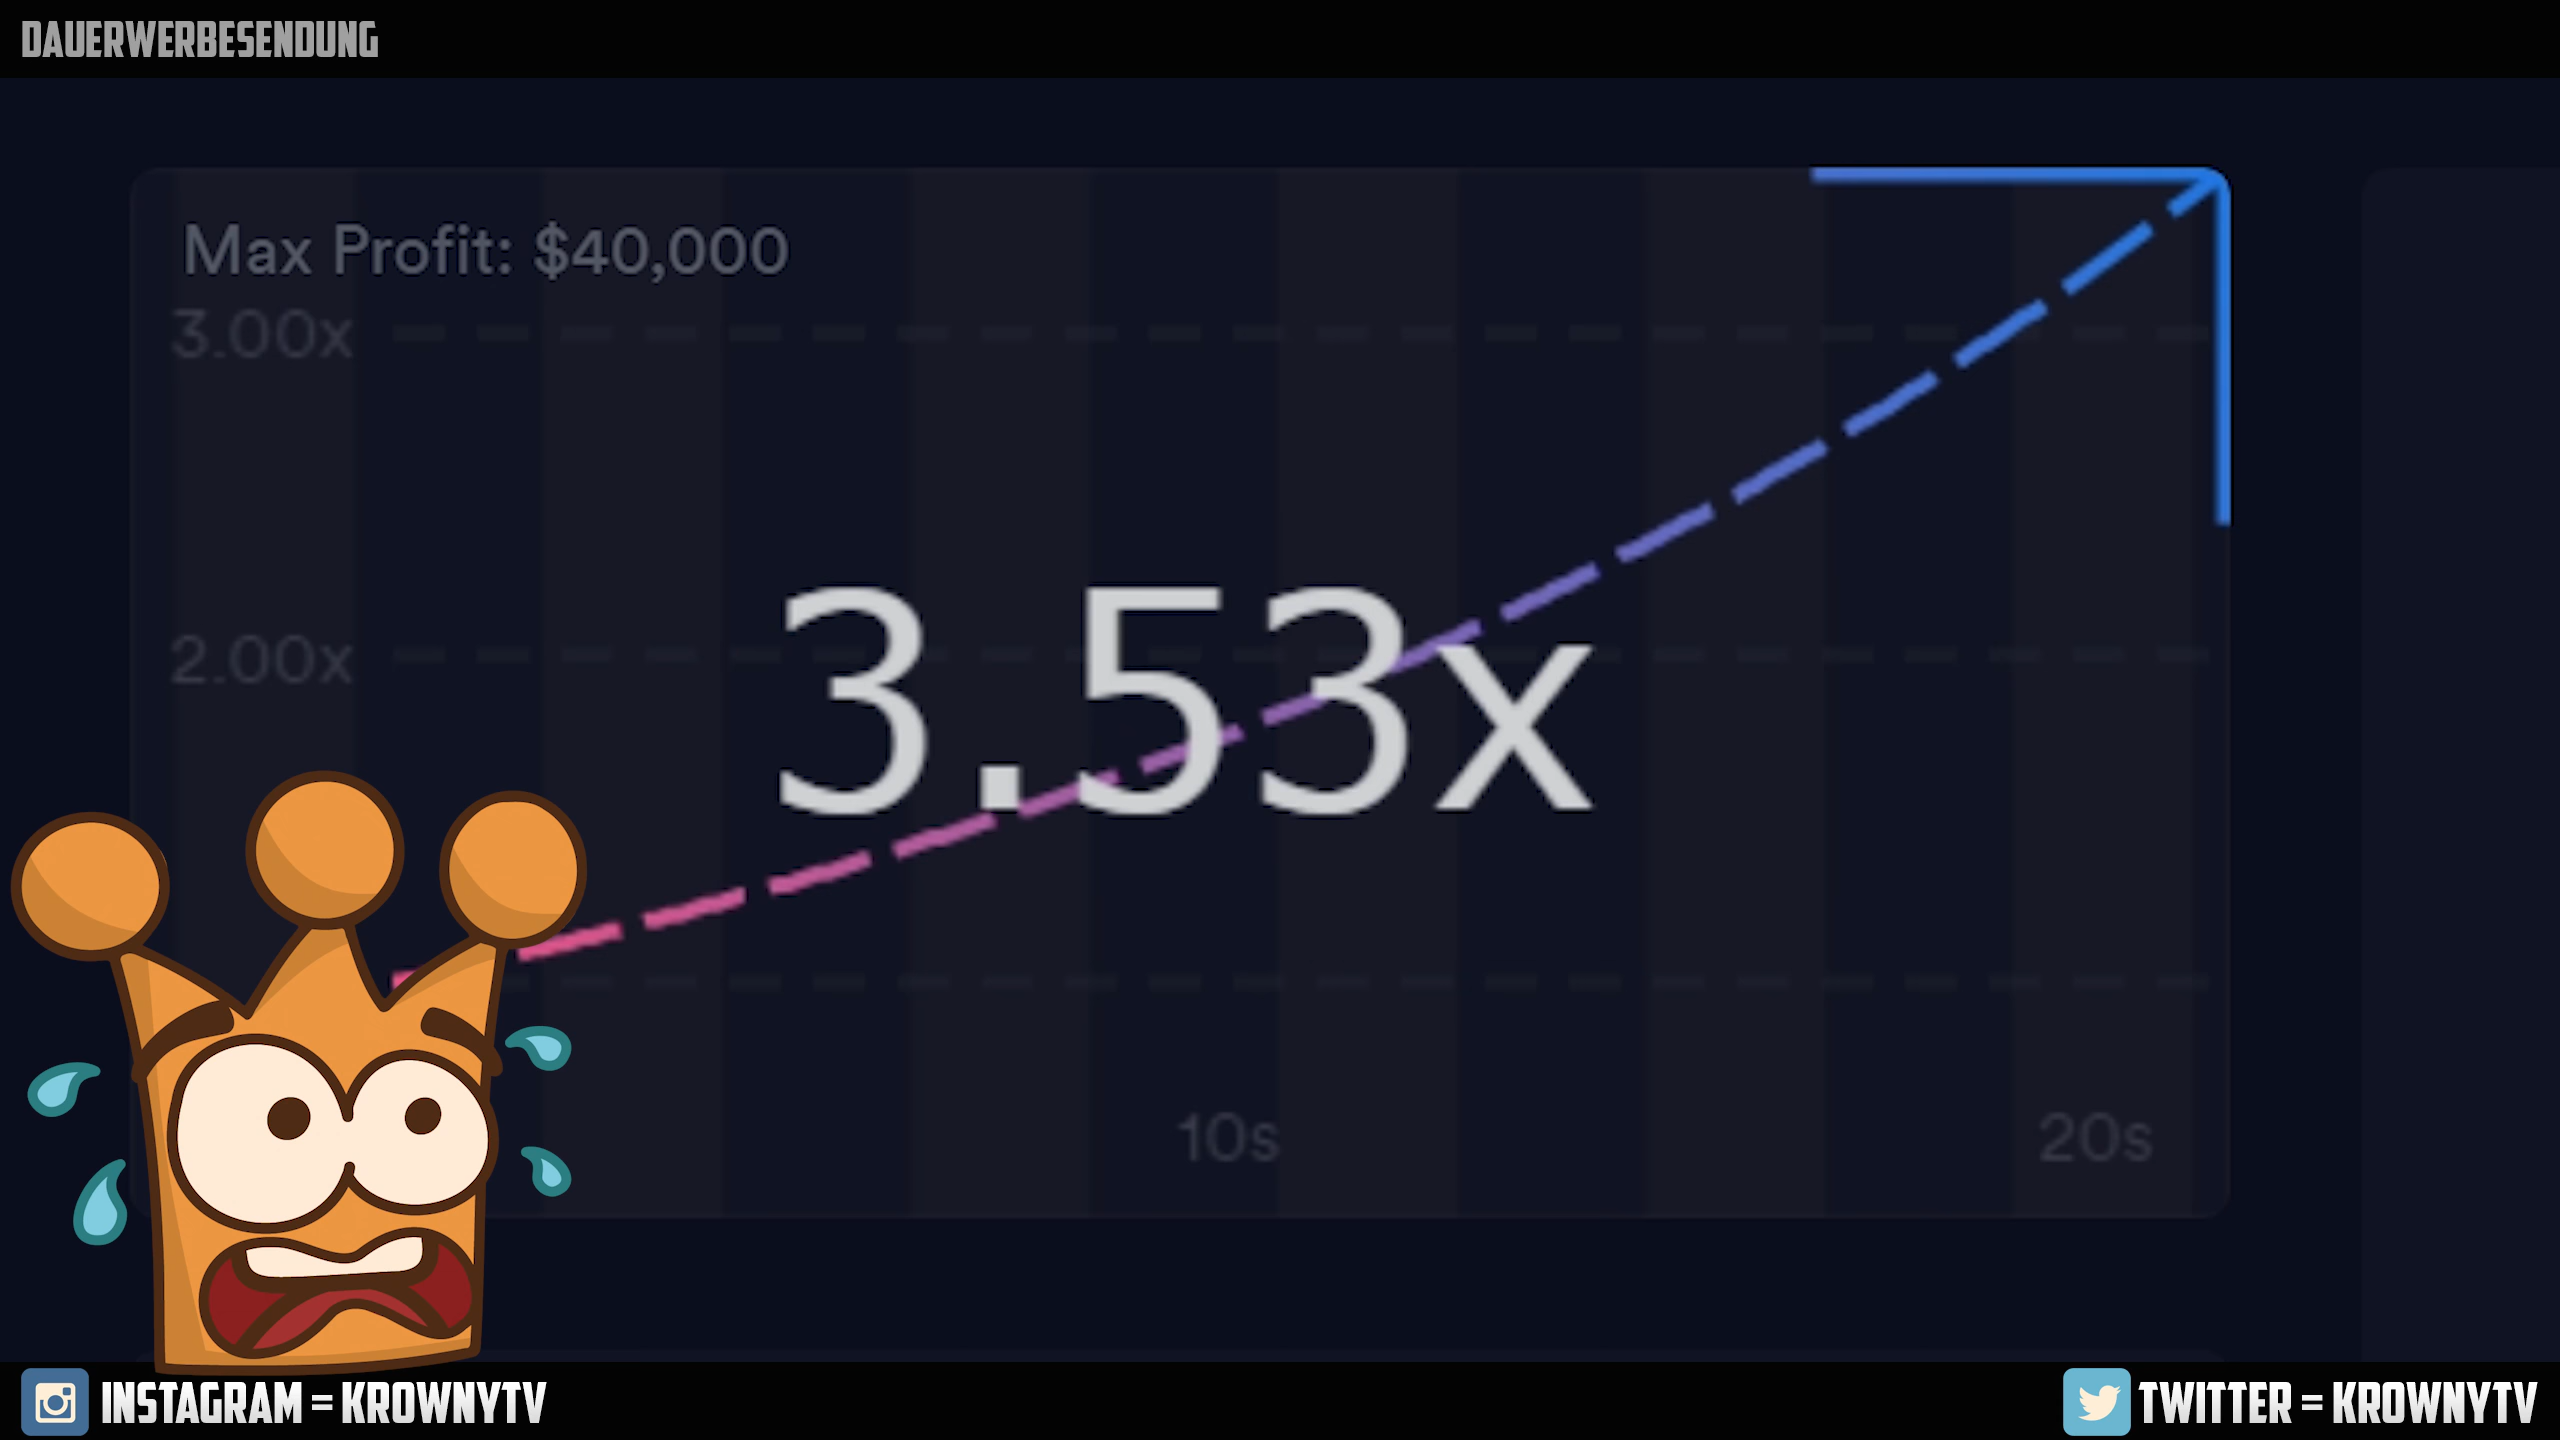 DAUERWERBESENDUNG
Max Profit: $40,000
3.00x
2.00x
3.53x
10s
20s
INSTAGRAM = KROWNYTV
TWITTER = KROWNYTV